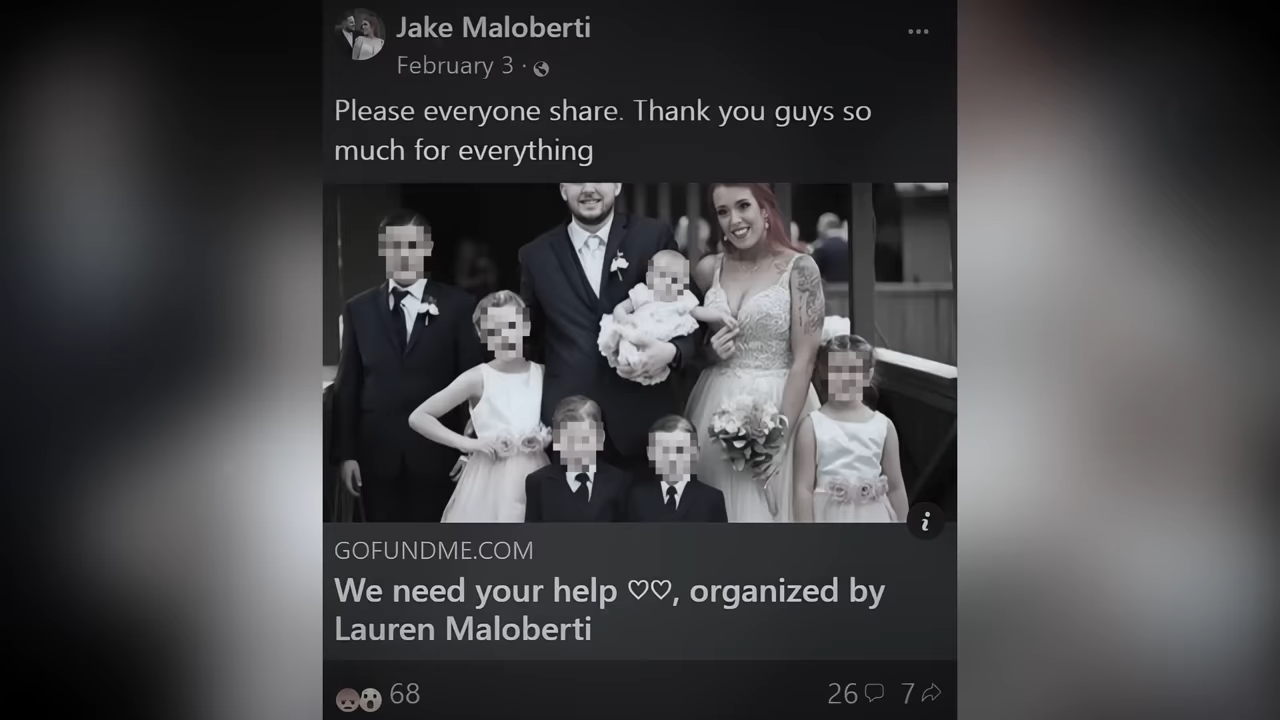 Jake Maloberti
February 3 ·
Please everyone share. Thank you guys so
much for everything
i
GOFUNDME.COM
We need your help ♡♡, organized by
Lauren Maloberti
68
26 7